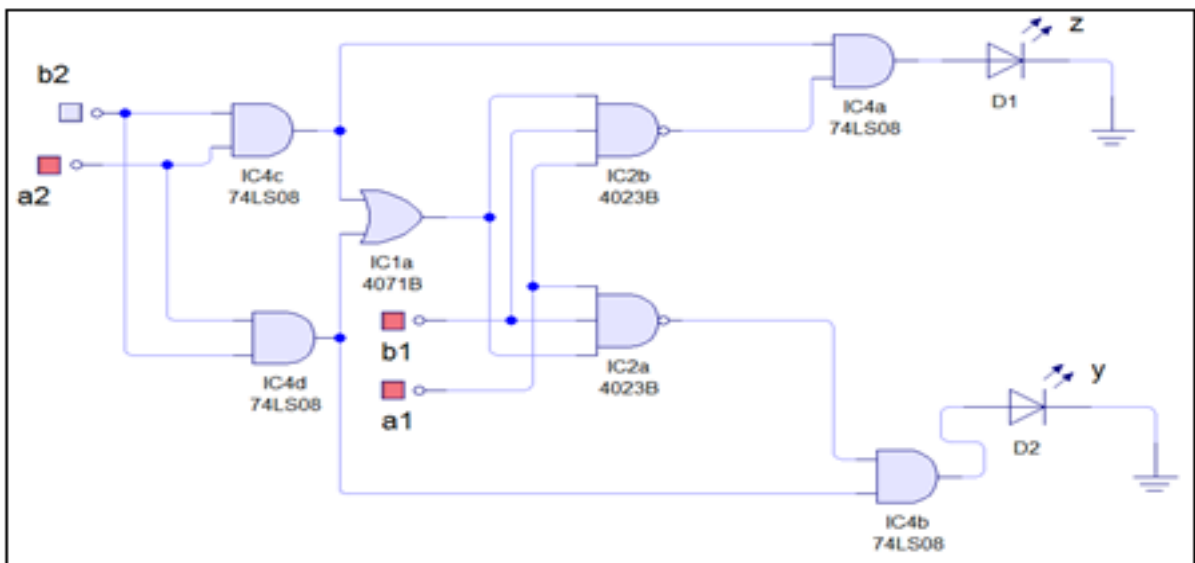 z
b2
D1
IC4a
74LS08
a2
IC4c
74LS08
IC2b
4023B
IC1a
4071B
b1
IC2a
4023B
y
IC4d
74LS08
a1
D2
IC4b
74LS08